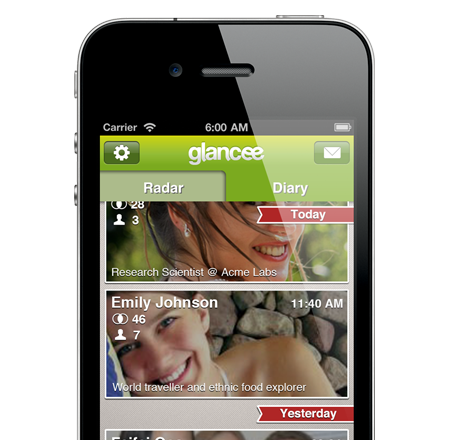 Carrier 6:00 AM
glancee
Radar Diary
28
Today
3
Research Scientist @ Acme Labs
Emily Johnson 11:40 AM
46
7
World traveller and ethnic food explorer
Yesterday